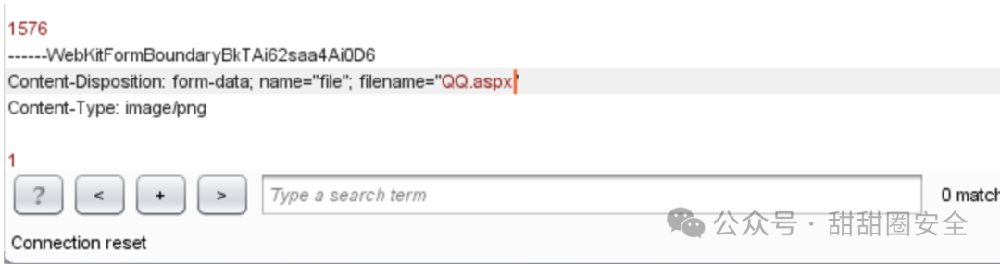 1576
------WebKitFormBoundaryBkTAi62saa4Ai0D6
Content-Disposition: form-data; name="file"; filename="QQ.aspx"
Content-Type: image/png
1
? < + > Type a search term 0 match
公众号 · 甜甜圈安全
Connection reset